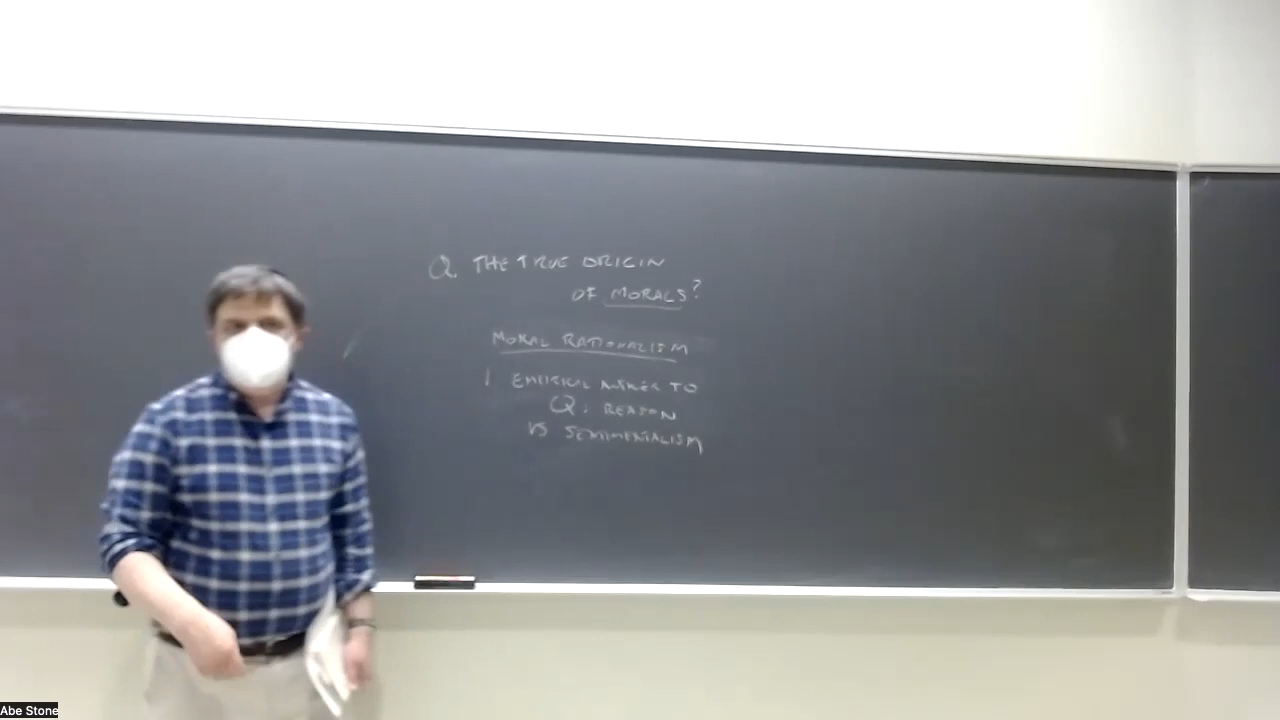 Q. THE TRUE ORIGIN
OF MORALS?
MORAL RATIONALISM
1 EMPIRICAL ANSWER TO
Q: REASON
VS SENTIMENTALISM
Abe Stone